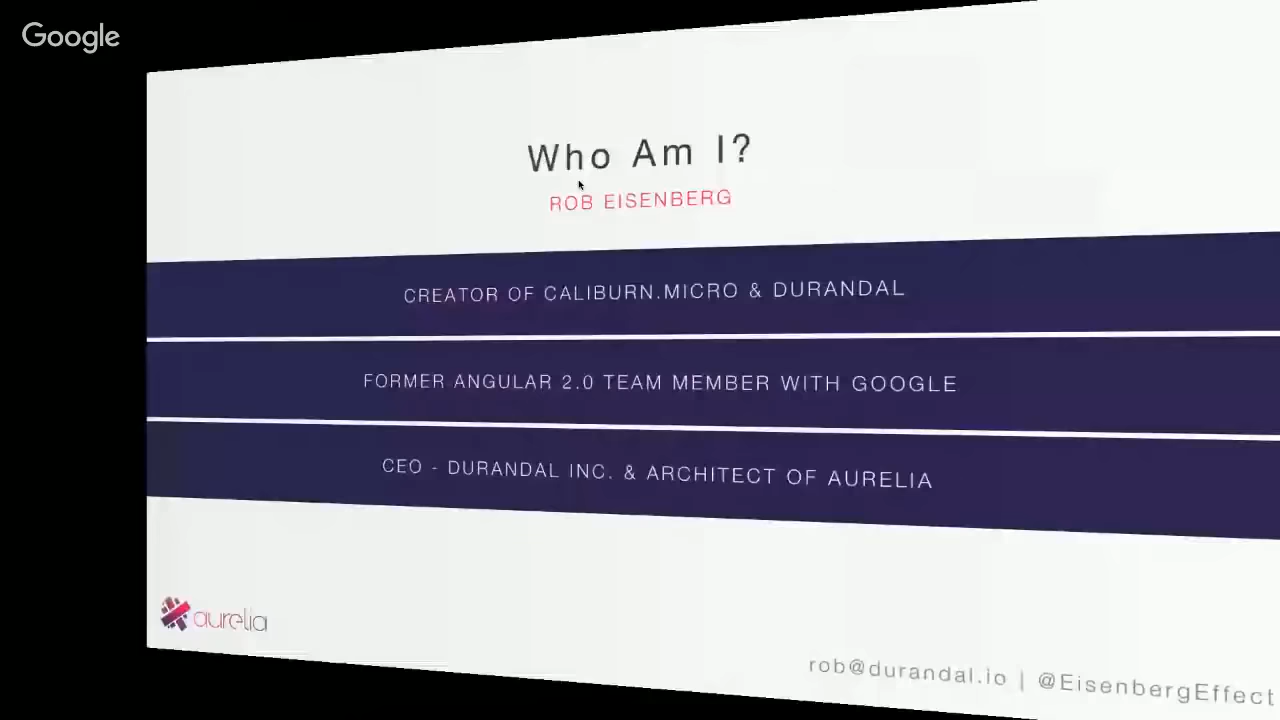 Google
Who Am I?
ROB EISENBERG
CREATOR OF CALIBURN.MICRO & DURANDAL
FORMER ANGULAR 2.0 TEAM MEMBER WITH GOOGLE
CEO - DURANDAL INC. & ARCHITECT OF AURELIA
aurelia
rob@durandal.io | @EisenbergEffect